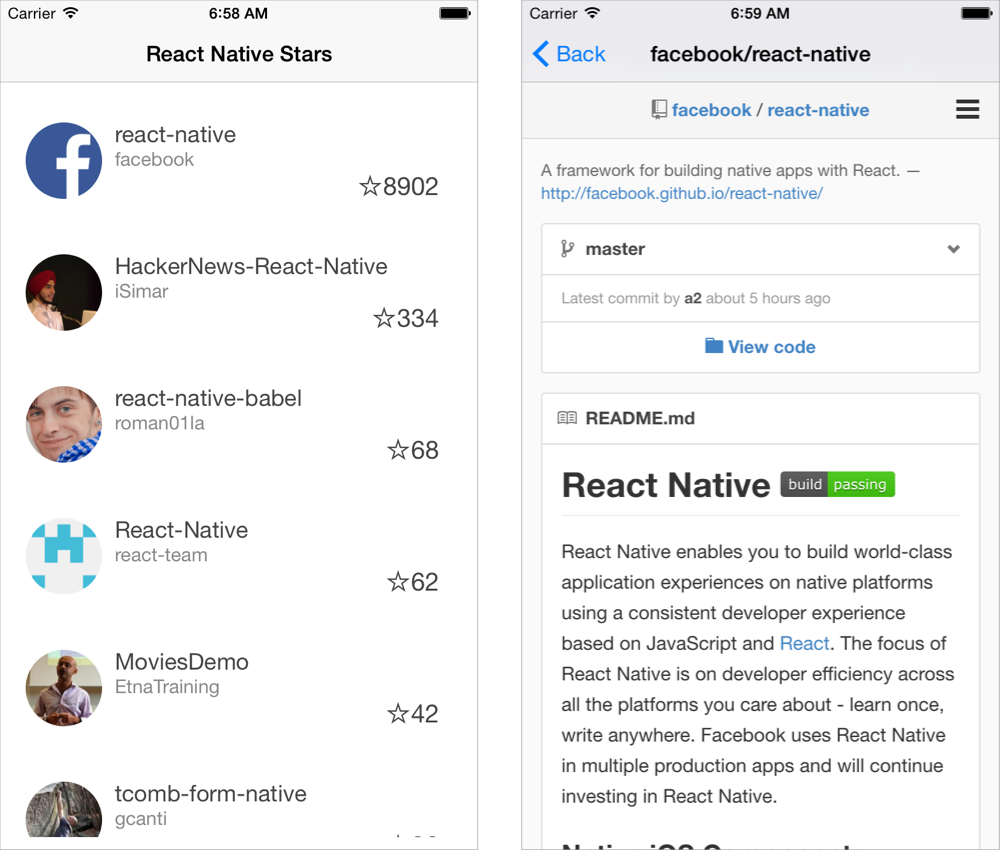 Carrier 6:58 AM
React Native Stars
react-native
facebook
☆8902
HackerNews-React-Native
iSimar
☆334
react-native-babel
roman01la
☆68
React-Native
react-team
☆62
MoviesDemo
EtnaTraining
☆42
tcomb-form-native
gcanti
Carrier 6:59 AM
Back facebook/react-native
facebook / react-native
A framework for building native apps with React. —
http://facebook.github.io/react-native/
master
Latest commit by a2 about 5 hours ago
View code
README.md
React Native build passing
React Native enables you to build world-class
application experiences on native platforms
using a consistent developer experience
based on JavaScript and React. The focus of
React Native is on developer efficiency across
all the platforms you care about - learn once,
write anywhere. Facebook uses React Native
in multiple production apps and will continue
investing in React Native.
Native iOS Components